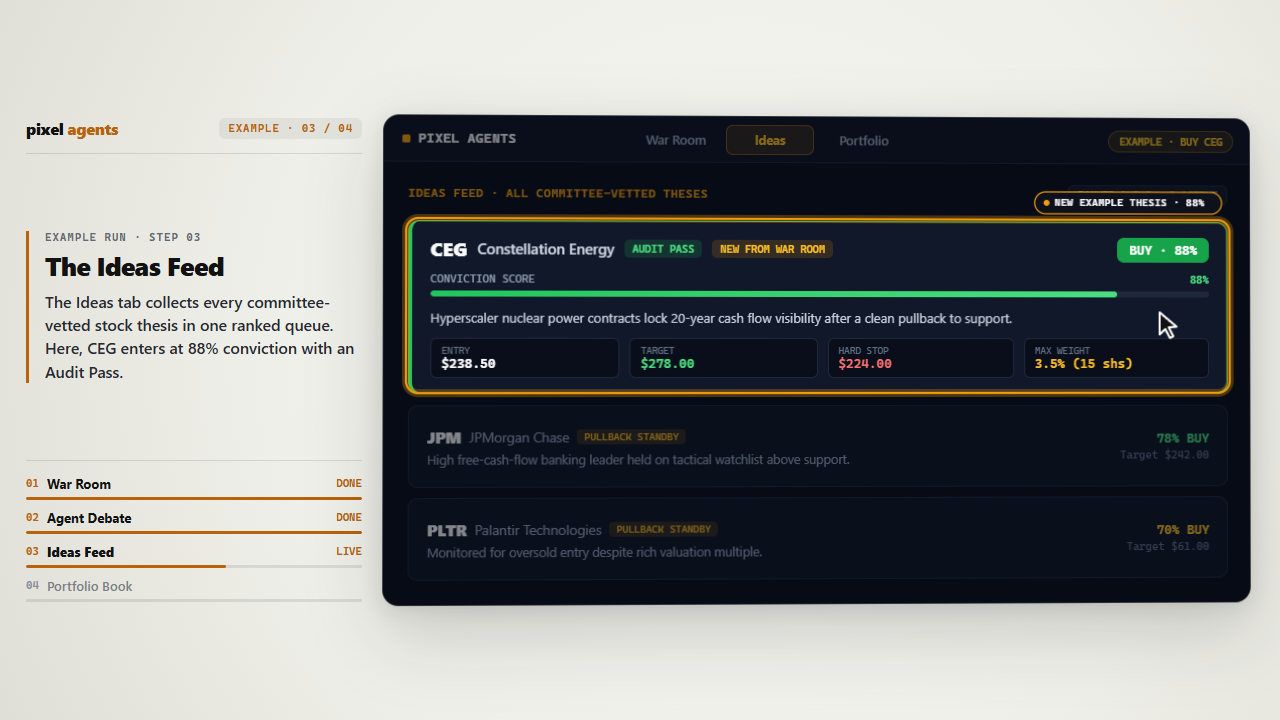 pixel agents
EXAMPLE · 03 / 04
EXAMPLE RUN · STEP 03
The Ideas Feed
The Ideas tab collects every committee-
vetted stock thesis in one ranked queue.
Here, CEG enters at 88% conviction with an
Audit Pass.
01 War Room DONE
02 Agent Debate DONE
03 Ideas Feed LIVE
04 Portfolio Book
PIXEL AGENTS
War Room
Ideas
Portfolio
EXAMPLE · BUY CEG
IDEAS FEED · ALL COMMITTEE-VETTED THESES
NEW EXAMPLE THESIS · 88%
CEG Constellation Energy AUDIT PASS NEW FROM WAR ROOM
BUY · 88%
CONVICTION SCORE 88%
Hyperscaler nuclear power contracts lock 20-year cash flow visibility after a clean pullback to support.
ENTRY
$238.50
TARGET
$278.00
HARD STOP
$224.00
MAX WEIGHT
3.5% (15 shs)
JPM JPMorgan Chase PULLBACK STANDBY
78% BUY
High free-cash-flow banking leader held on tactical watchlist above support.
Target $242.00
PLTR Palantir Technologies PULLBACK STANDBY
70% BUY
Monitored for oversold entry despite rich valuation multiple.
Target $61.00